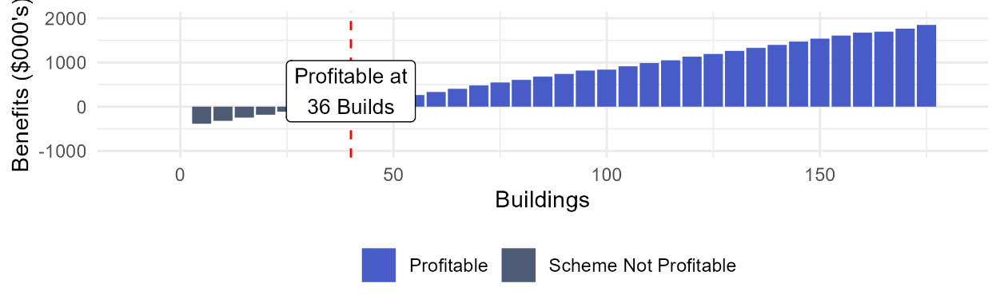 Benefits ($000's)
2000
1000
0
-1000
Profitable at
36 Builds
0 50 100 150
Buildings
Profitable Scheme Not Profitable